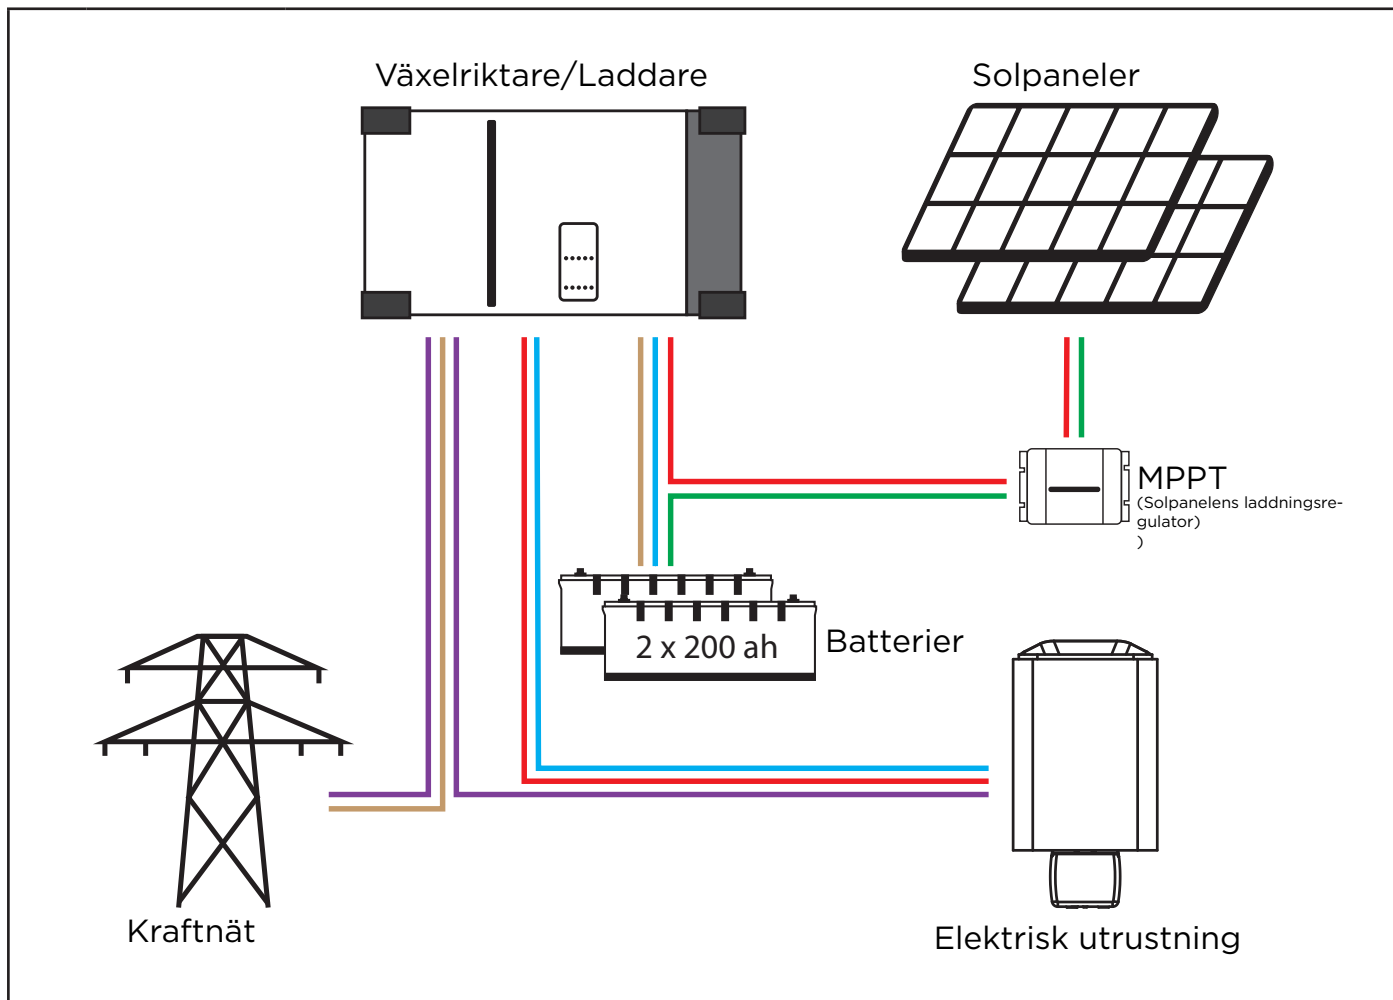 Växelriktare/Laddare
Solpaneler
MPPT
(Solpanelens laddningsre-
gulator)
)
2 x 200 ah
Batterier
Kraftnät
Elektrisk utrustning